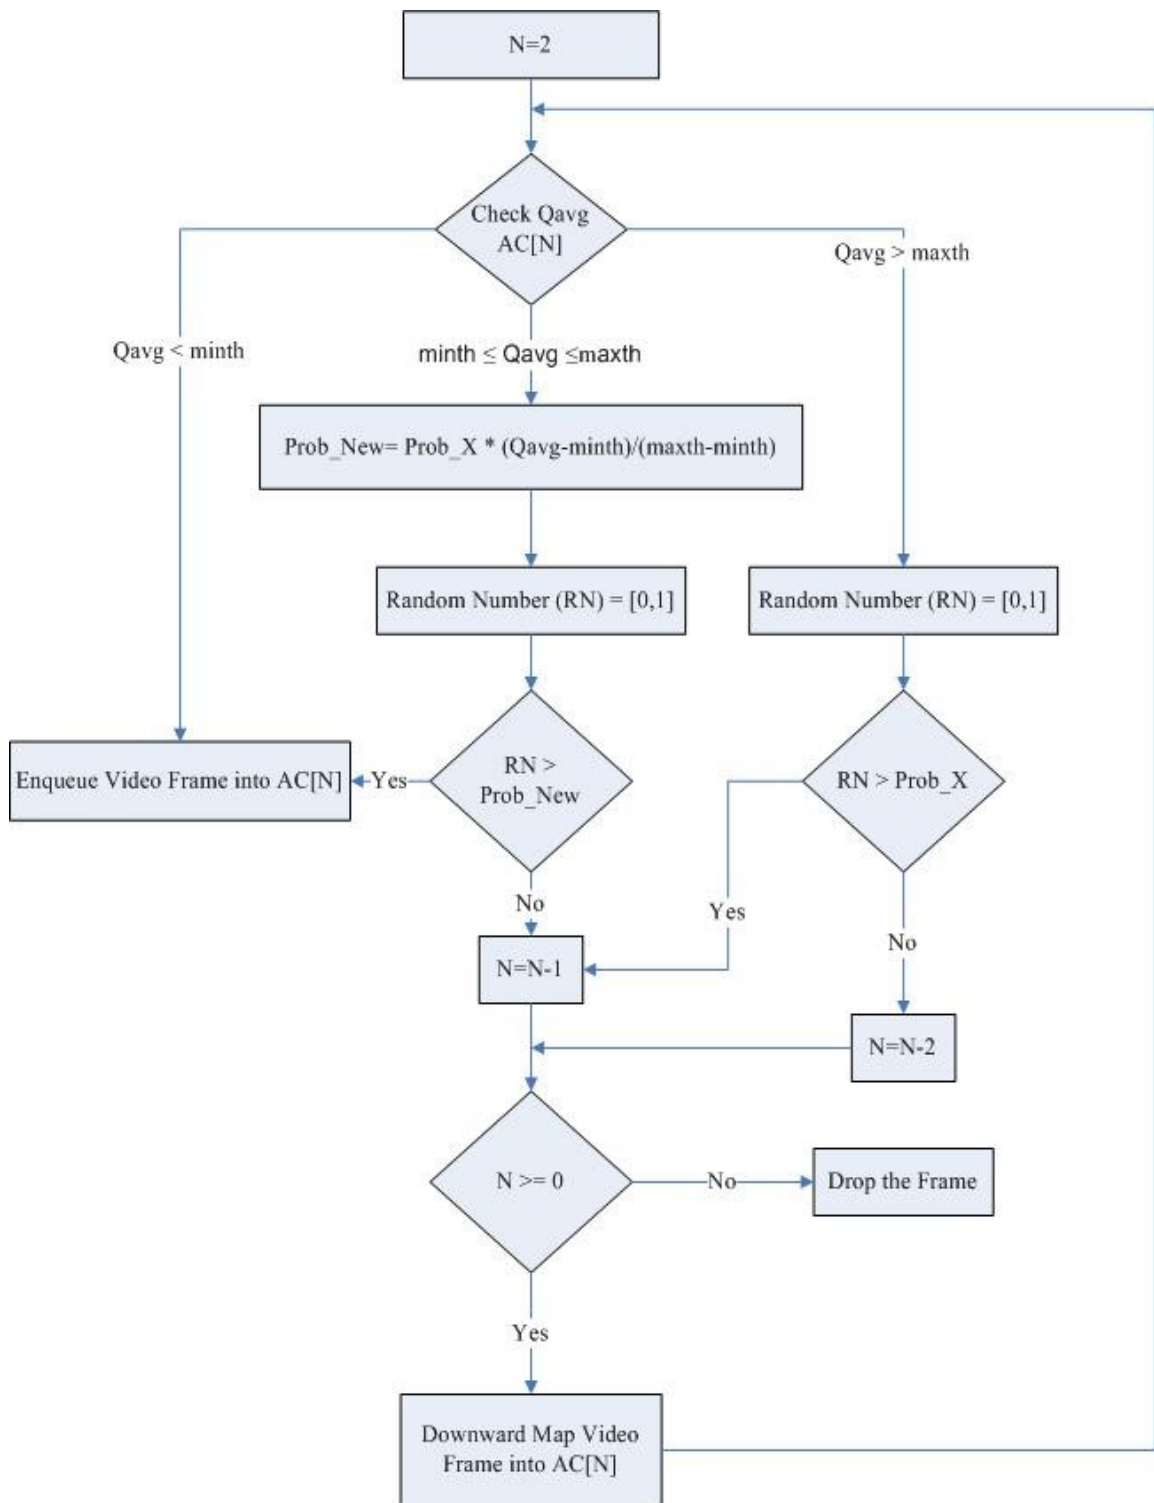 N=2
Check Qavg
AC[N]
Qavg > maxth
Qavg < minth
minth ≤ Qavg ≤maxth
Prob_New= Prob_X * (Qavg-minth)/(maxth-minth)
Random Number (RN) = [0,1]
Random Number (RN) = [0,1]
Enqueue Video Frame into AC[N]
Yes
RN >
Prob_New
RN > Prob_X
No
Yes
No
N=N-1
N=N-2
N >= 0
No
Drop the Frame
Yes
Downward Map Video
Frame into AC[N]